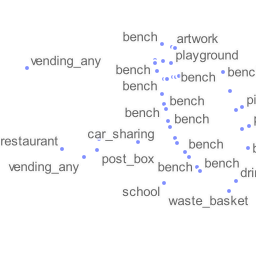 bench
artwork
playground
vending_any
bench
bench
benc
bench
bench
pi
bench
bench
p
car_sharing
restaurant
bench
b
post_box
vending_any
bench
bench
drin
school
waste_basket